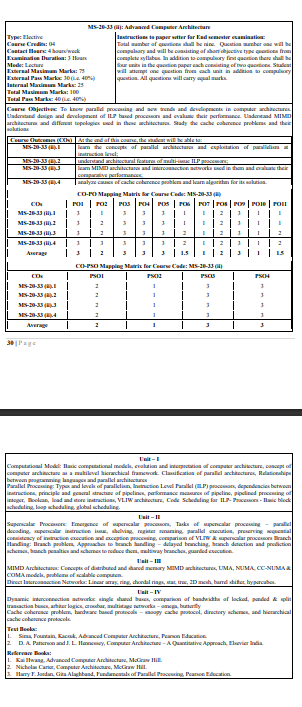 MS-20-33 (ii): Advanced Computer Architecture
Type: Elective
Course Credits: 04
Contact Hours: 4 hours/week
Examination Duration: 3 Hours
Mode: Lecture
External Maximum Marks: 75
External Pass Marks: 30 (i.e. 40%)
Internal Maximum Marks: 25
Total Maximum Marks: 100
Total Pass Marks: 40 (i.e. 40%)
Instructions to paper setter for End semester examination:
Total number of questions shall be nine. Question number one will be
compulsory and will be consisting of short/objective type questions from
complete syllabus. In addition to compulsory first question there shall be
four units in the question paper each consisting of two questions. Student
will attempt one question from each unit in addition to compulsory
question. All questions will carry equal marks.
Course Objectives: To know parallel processing and new trends and developments in computer architectures.
Understand design and development of ILP based processors and evaluate their performance. Understand MIMD
architectures and different topologies used in these architectures. Study the cache coherence problems and their
solutions
Course Outcomes (COs) At the end of this course, the student will be able to:
MS-20-33 (ii).1 learn the concepts of parallel architectures and exploitation of parallelism at
instruction level;
MS-20-33 (ii).2 understand architectural features of multi-issue ILP processors;
MS-20-33 (ii).3 learn MIMD architectures and interconnection networks used in them and evaluate their
comparative performances;
MS-20-33 (ii).4 analyze causes of cache coherence problem and learn algorithm for its solution.
CO-PO Mapping Matrix for Course Code: MS-20-33 (ii)
COs PO1 PO2 PO3 PO4 PO5 PO6 PO7 PO8 PO9 PO10 PO11
MS-20-33 (ii).1 3 1 3 3 3 1 1 2 3 1 1
MS-20-33 (ii).2 3 2 3 3 3 1 1 2 3 1 1
MS-20-33 (ii).3 3 2 3 3 3 2 1 2 3 1 2
MS-20-33 (ii).4 3 3 3 3 3 2 1 2 3 1 2
Average 3 2 3 3 3 1.5 1 2 3 1 1.5
CO-PSO Mapping Matrix for Course Code: MS-20-33 (ii)
COs PSO1 PSO2 PSO3 PSO4
MS-20-33 (ii).1 2 1 3 3
MS-20-33 (ii).2 2 1 3 3
MS-20-33 (ii).3 2 1 3 3
MS-20-33 (ii).4 2 1 3 3
Average 2 1 3 3
30 | P a g e
Unit – I
Computational Model: Basic computational models, evolution and interpretation of computer architecture, concept of
computer architecture as a multilevel hierarchical framework. Classification of parallel architectures, Relationships
between programming languages and parallel architectures
Parallel Processing: Types and levels of parallelism, Instruction Level Parallel (ILP) processors, dependencies between
instructions, principle and general structure of pipelines, performance measures of pipeline, pipelined processing of
integer, Boolean, load and store instructions, VLIW architecture, Code Scheduling for ILP- Processors - Basic block
scheduling, loop scheduling, global scheduling.
Unit – II
Superscalar Processors: Emergence of superscalar processors, Tasks of superscalar processing – parallel
decoding, superscalar instruction issue, shelving, register renaming, parallel execution, preserving sequential
consistency of instruction execution and exception processing, comparison of VLIW & superscalar processors Branch
Handling: Branch problem, Approaches to branch handling – delayed branching, branch detection and prediction
schemes, branch penalties and schemes to reduce them, multiway branches, guarded execution.
Unit – III
MIMD Architectures: Concepts of distributed and shared memory MIMD architectures, UMA, NUMA, CC-NUMA &
COMA models, problems of scalable computers.
Direct Interconnection Networks: Linear array, ring, chordal rings, star, tree, 2D mesh, barrel shifter, hypercubes.
Unit – IV
Dynamic interconnection networks: single shared buses, comparison of bandwidths of locked, pended & split
transaction buses, arbiter logics, crossbar, multistage networks – omega, butterfly
Cache coherence problem, hardware based protocols – snoopy cache protocol, directory schemes, and hierarchical
cache coherence protocols.
Text Books:
1. Sima, Fountain, Kacsuk, Advanced Computer Architecture, Pearson Education.
2. D. A. Patterson and J. L. Hennessey, Computer Architecture – A Quantitative Approach, Elsevier India.
Reference Books:
1. Kai Hwang, Advanced Computer Architecture, McGraw Hill.
2. Nicholas Carter, Computer Architecture, McGraw Hill.
3. Harry F. Jordan, Gita Alaghband, Fundamentals of Parallel Processing, Pearson Education.